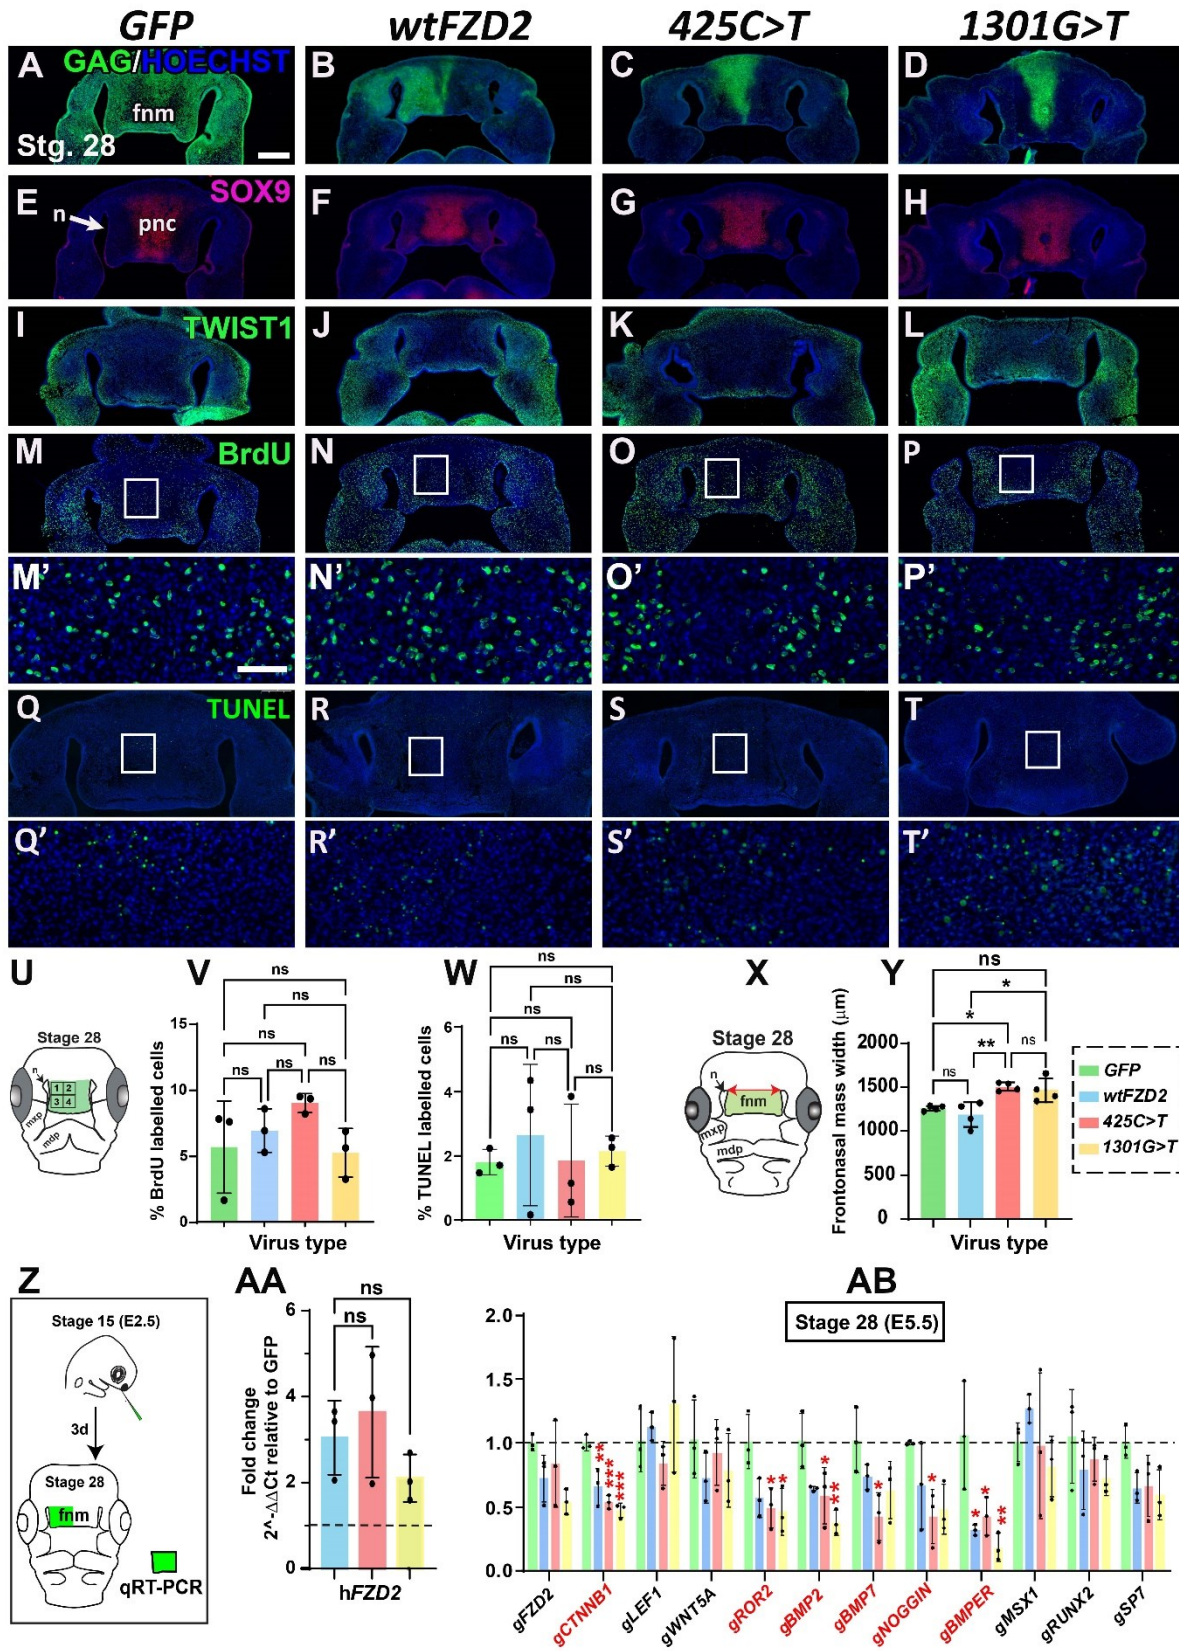 GFP wtFZD2 425C>T 1301G>T
A GAG/HOECHST B C D
fnm
Stg. 28
E SOX9 F G H
n pnc
I TWIST1 J K L
M BrdU N O P
M' N' O' P'
Q TUNEL R S T
Q' R' S' T'
U V W X Y
Stage 28
n
1 2
3 4
mxp
mdp
% BrdU labelled cells
15
10
5
0
ns
ns
ns
ns ns ns
Virus type
% TUNEL labelled cells
6
4
2
0
ns
ns
ns
ns ns ns
Virus type
Stage 28
n
fnm
mxp
mdp
Frontonasal mass width (µm)
2000
1500
1000
500
0
ns
*
*
ns ** ns
Virus type
GFP
wtFZD2
425C>T
1301G>T
Z AA AB
Stage 15 (E2.5)
3d
Stage 28
fnm
qRT-PCR
Fold change
2^-ΔΔCt relative to GFP
6
4
2
0
ns
ns
hFZD2
Stage 28 (E5.5)
2.0
1.5
1.0
0.5
0.0
** *** *** * * * ** * * * * **
gFZD2 gCTNNB1 gLEF1 gWNT5A gROR2 gBMP2 gBMP7 gNOGGIN gBMPER gMSX1 gRUNX2 gSP7